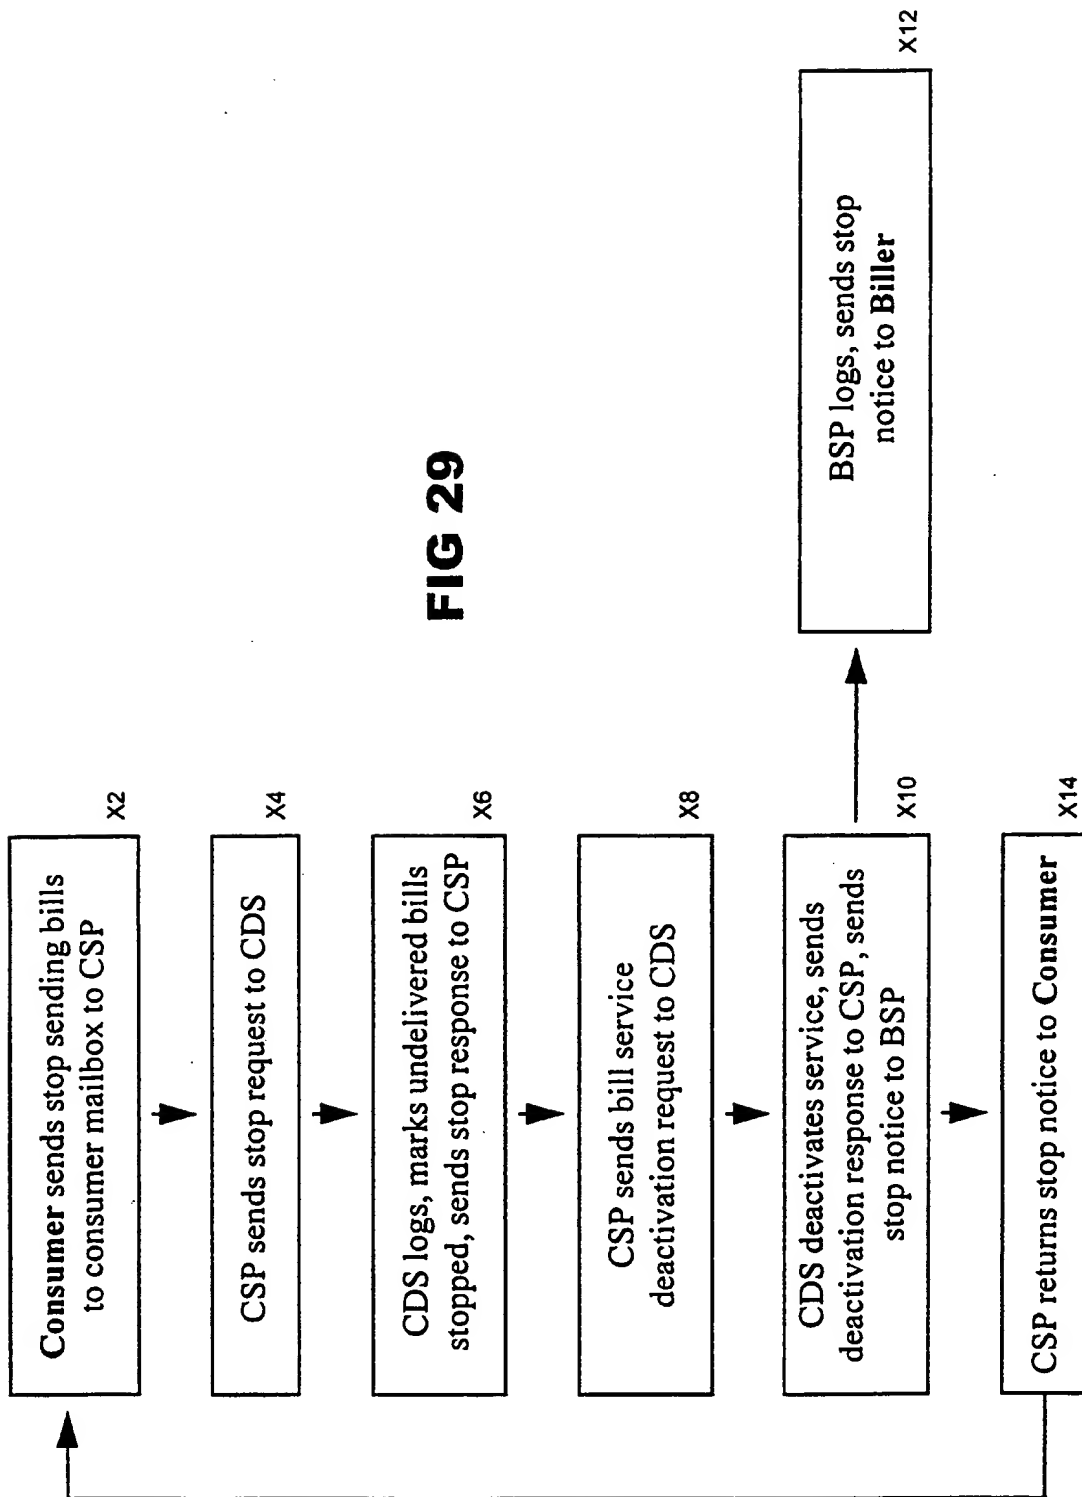 Consumer sends stop sending bills
to consumer mailbox to CSP
X2
CSP sends stop request to CDS
X4
CDS logs, marks undelivered bills
stopped, sends stop response to CSP
X6
CSP sends bill service
deactivation request to CDS
X8
CDS deactivates service, sends
deactivation response to CSP, sends
stop notice to BSP
X10
BSP logs, sends stop
notice to Biller
X12
CSP returns stop notice to Consumer
X14
FIG 29